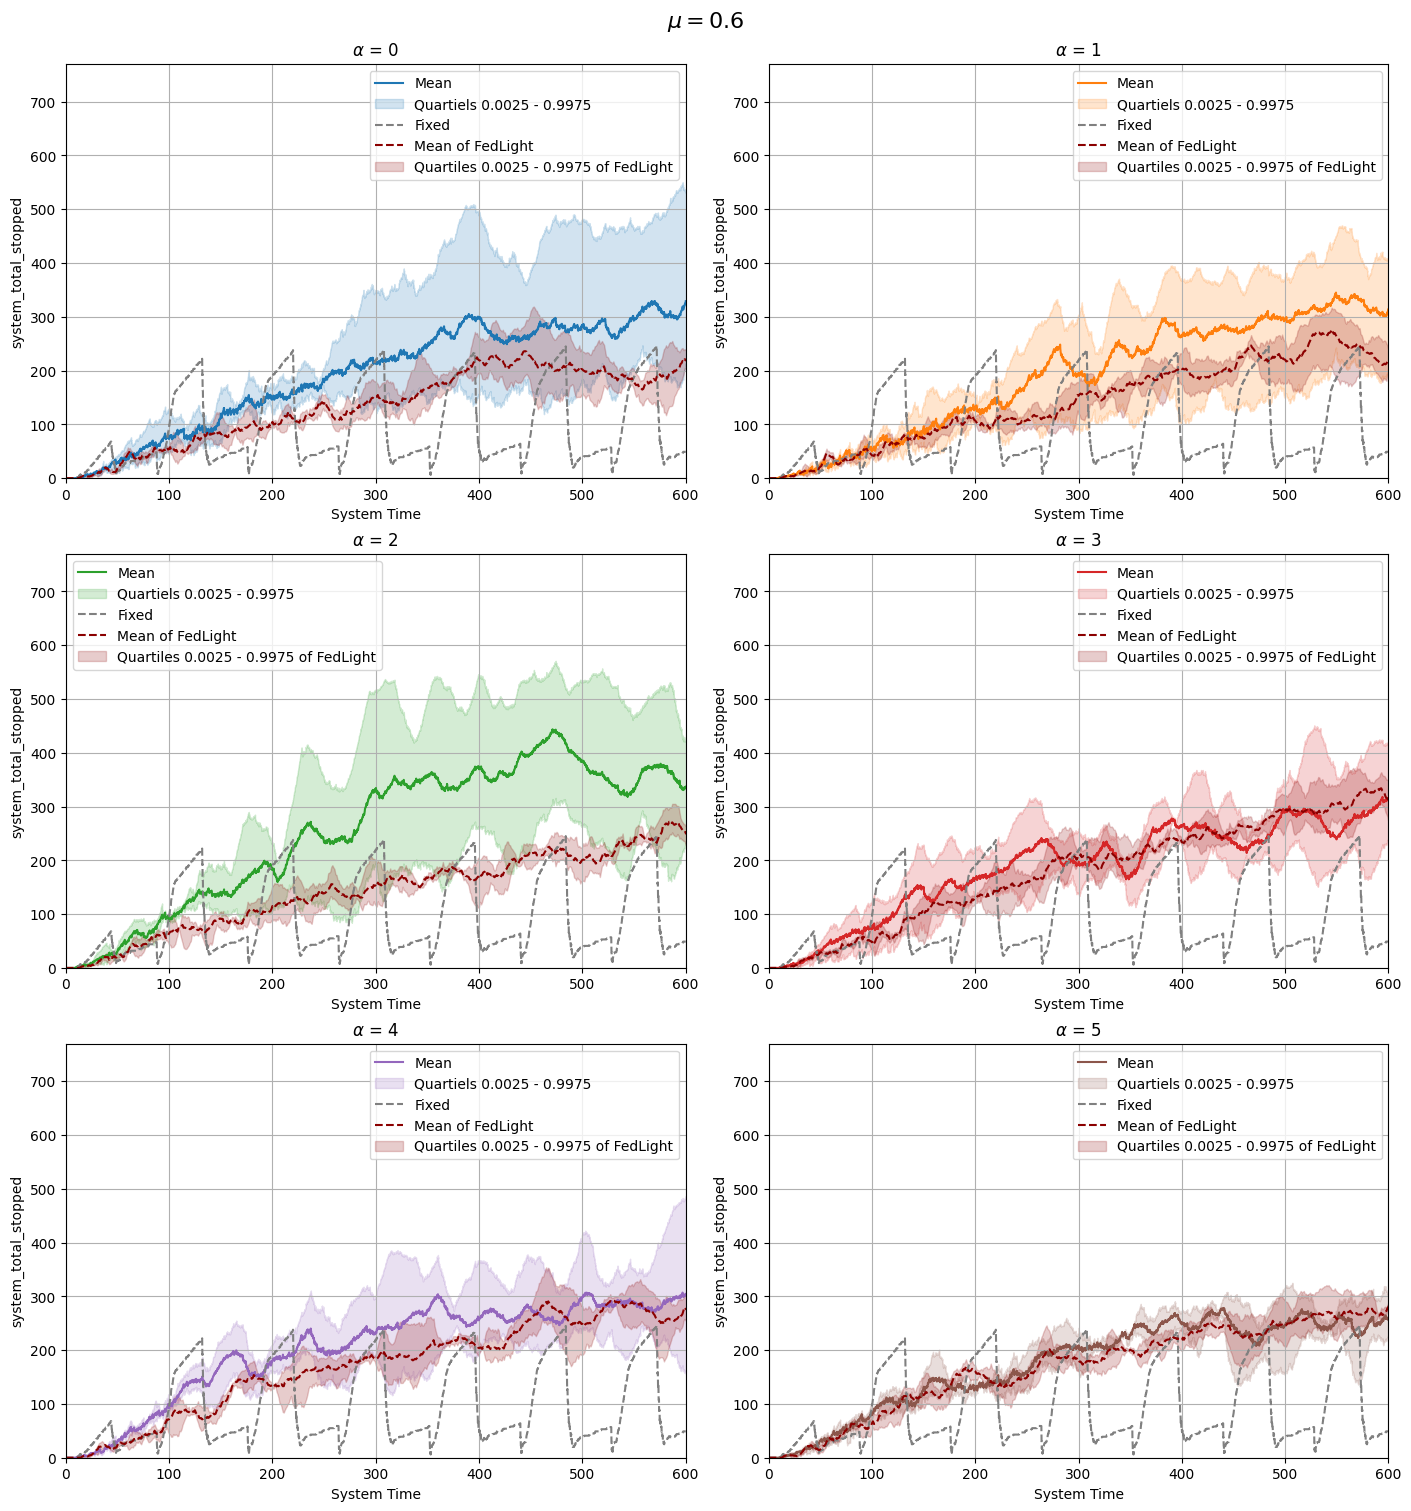 μ = 0.6
α = 0
700
600
500
400
300
200
100
0
system_total_stopped
Mean
Quartiels 0.0025 - 0.9975
Fixed
Mean of FedLight
Quartiles 0.0025 - 0.9975 of FedLight
0 100 200 300 400 500 600
System Time
α = 1
700
600
500
400
300
200
100
0
system_total_stopped
Mean
Quartiels 0.0025 - 0.9975
Fixed
Mean of FedLight
Quartiles 0.0025 - 0.9975 of FedLight
0 100 200 300 400 500 600
System Time
α = 2
700
600
500
400
300
200
100
0
system_total_stopped
Mean
Quartiels 0.0025 - 0.9975
Fixed
Mean of FedLight
Quartiles 0.0025 - 0.9975 of FedLight
0 100 200 300 400 500 600
System Time
α = 3
700
600
500
400
300
200
100
0
system_total_stopped
Mean
Quartiels 0.0025 - 0.9975
Fixed
Mean of FedLight
Quartiles 0.0025 - 0.9975 of FedLight
0 100 200 300 400 500 600
System Time
α = 4
700
600
500
400
300
200
100
0
system_total_stopped
Mean
Quartiels 0.0025 - 0.9975
Fixed
Mean of FedLight
Quartiles 0.0025 - 0.9975 of FedLight
0 100 200 300 400 500 600
System Time
α = 5
700
600
500
400
300
200
100
0
system_total_stopped
Mean
Quartiels 0.0025 - 0.9975
Fixed
Mean of FedLight
Quartiles 0.0025 - 0.9975 of FedLight
0 100 200 300 400 500 600
System Time